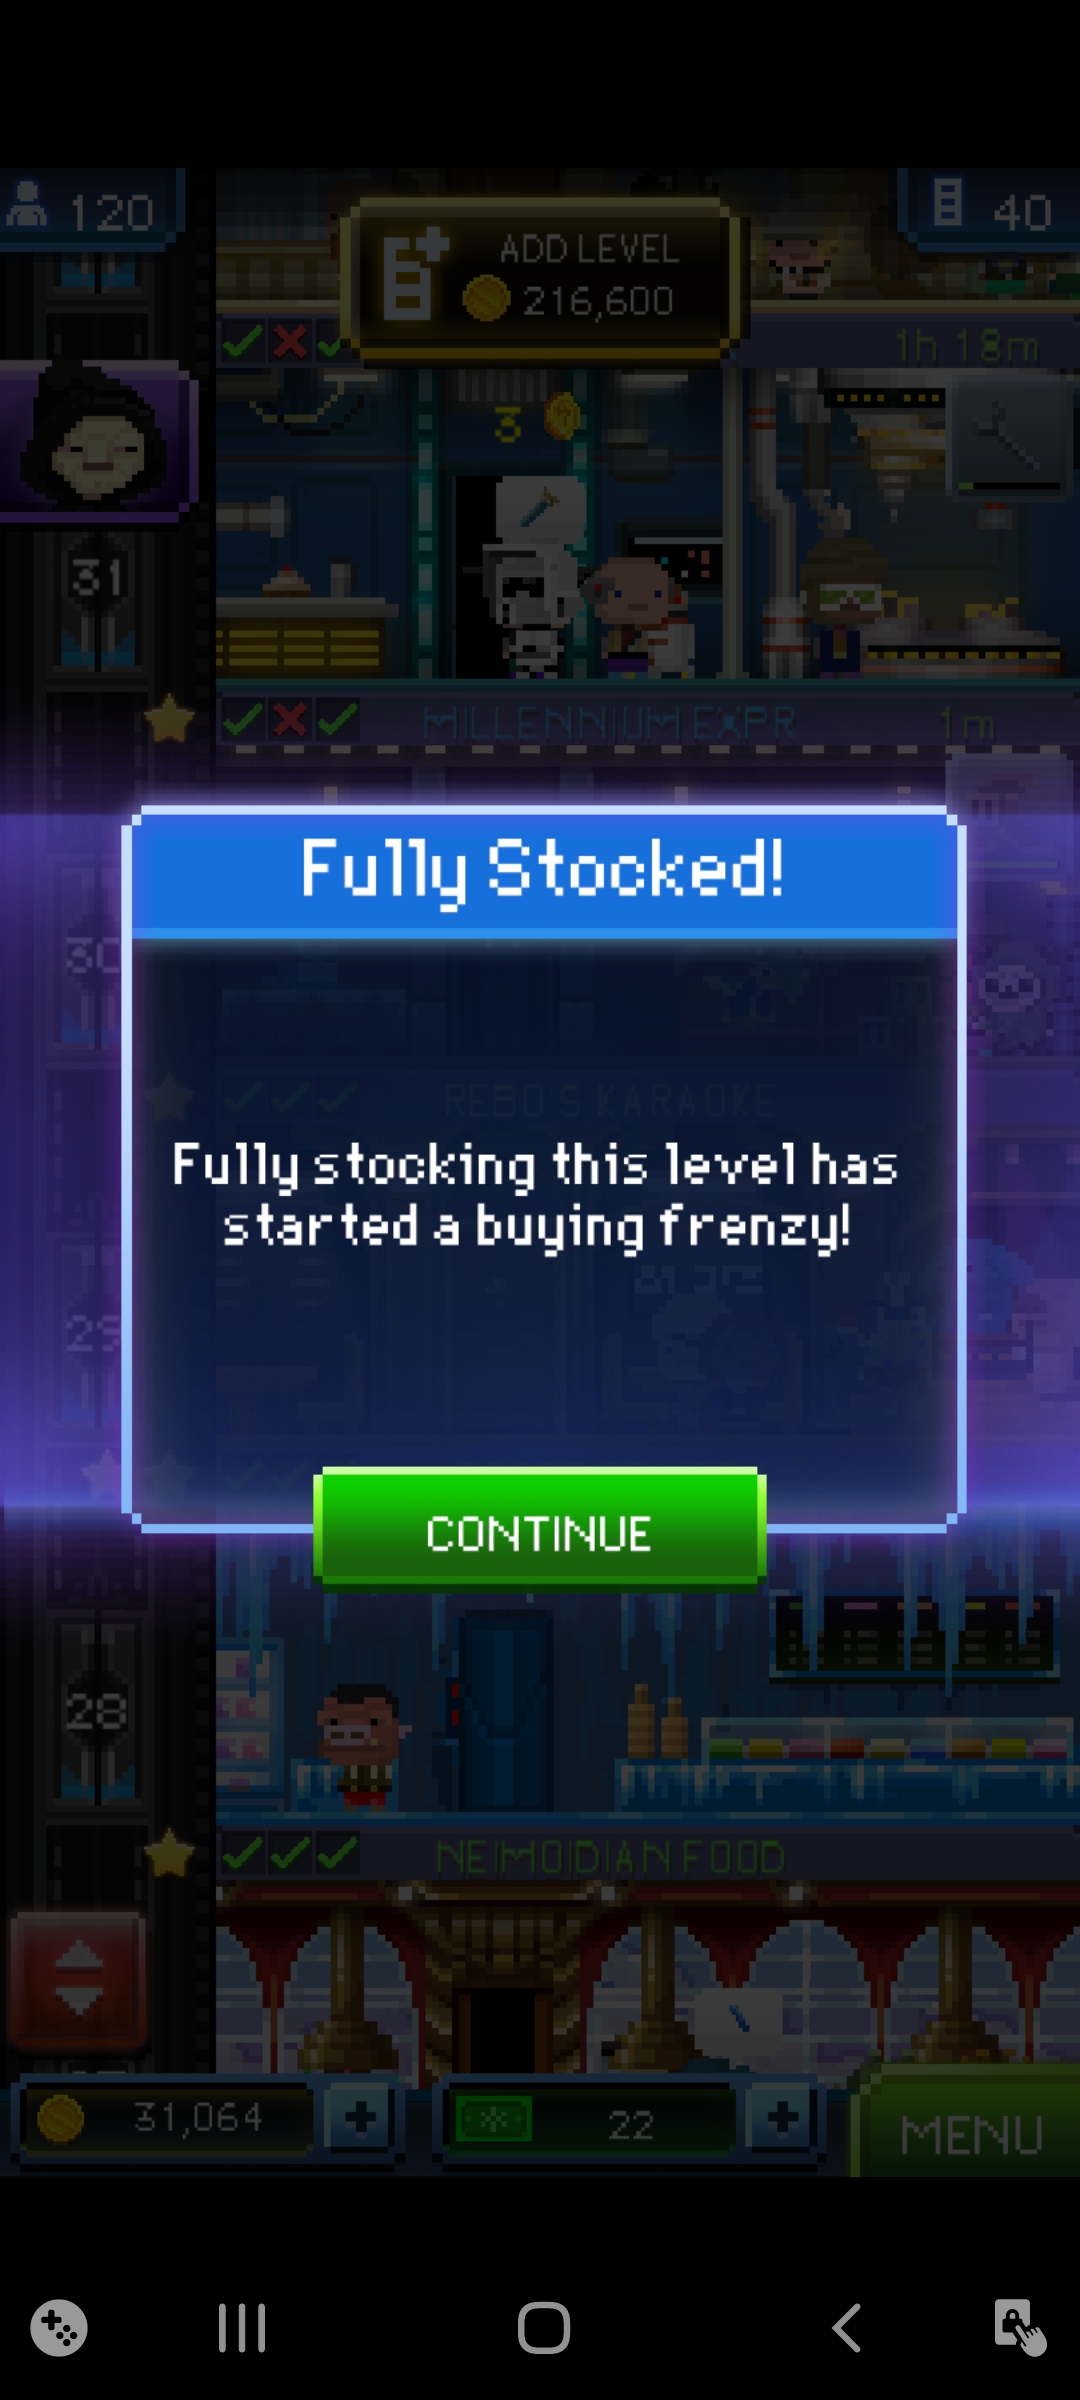 120
ADD LEVEL
216,600
40
1h 18m
3
31
MILLENNIUM EXPR
1m
Fully Stocked!
30
REBO'S KARAOKE
Fully stocking this level has
started a buying frenzy!
29
CONTINUE
28
NEIMOIDIAN FOOD
31,064
22
MENU